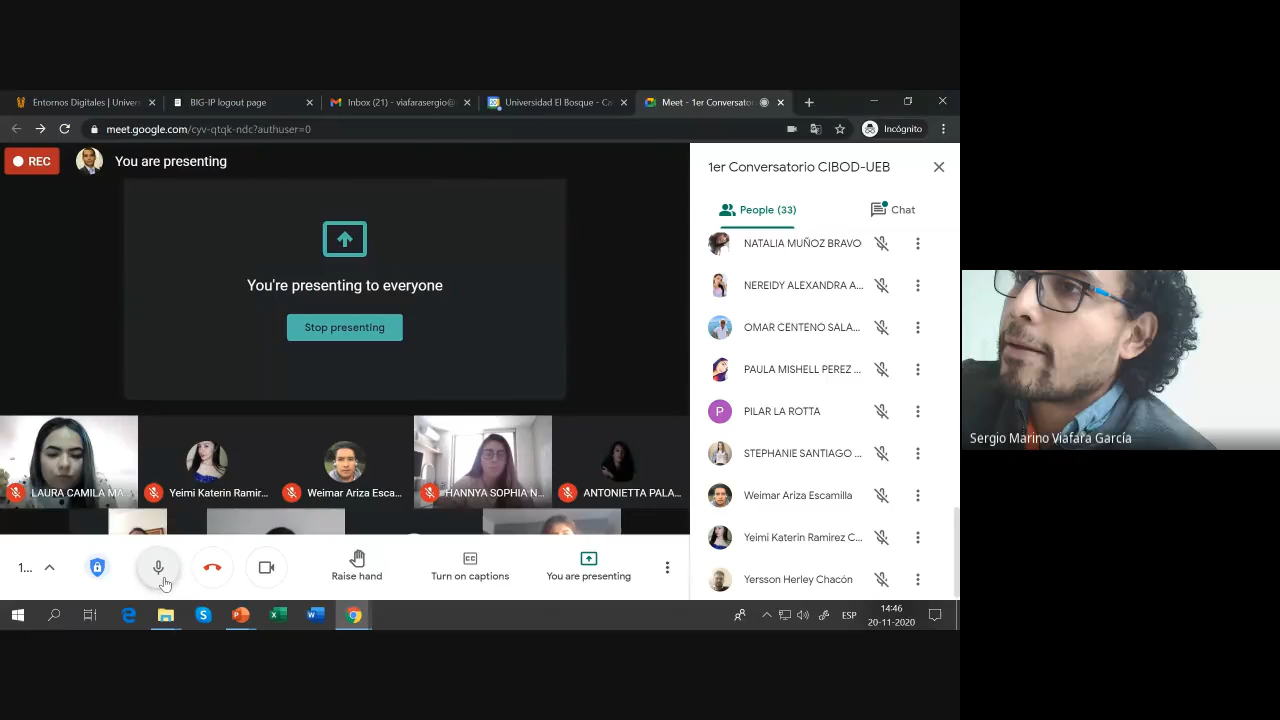 Entornos Digitales | Univer
BIG-IP logout page
Inbox (21) - viafarasergio@
Universidad El Bosque - Ca
Meet - 1er Conversator
meet.google.com/cyv-qtqk-ndc?authuser=0
Incógnito
REC
You are presenting
1er Conversatorio CIBOD-UEB
People (33)
Chat
You're presenting to everyone
Stop presenting
NATALIA MUÑOZ BRAVO
NEREIDY ALEXANDRA A...
OMAR CENTENO SALA...
PAULA MISHELL PEREZ ...
P
PILAR LA ROTTA
STEPHANIE SANTIAGO ...
Weimar Ariza Escamilla
Yeimi Katerin Ramirez C...
Yersson Herley Chacón
LAURA CAMILA MA...
Yeimi Katerin Ramir...
Weimar Ariza Esca...
HANNYA SOPHIA N...
ANTONIETTA PALA...
Sergio Marino Viafara García
1...
Raise hand
CC
Turn on captions
You are presenting
ESP
14:46
20-11-2020